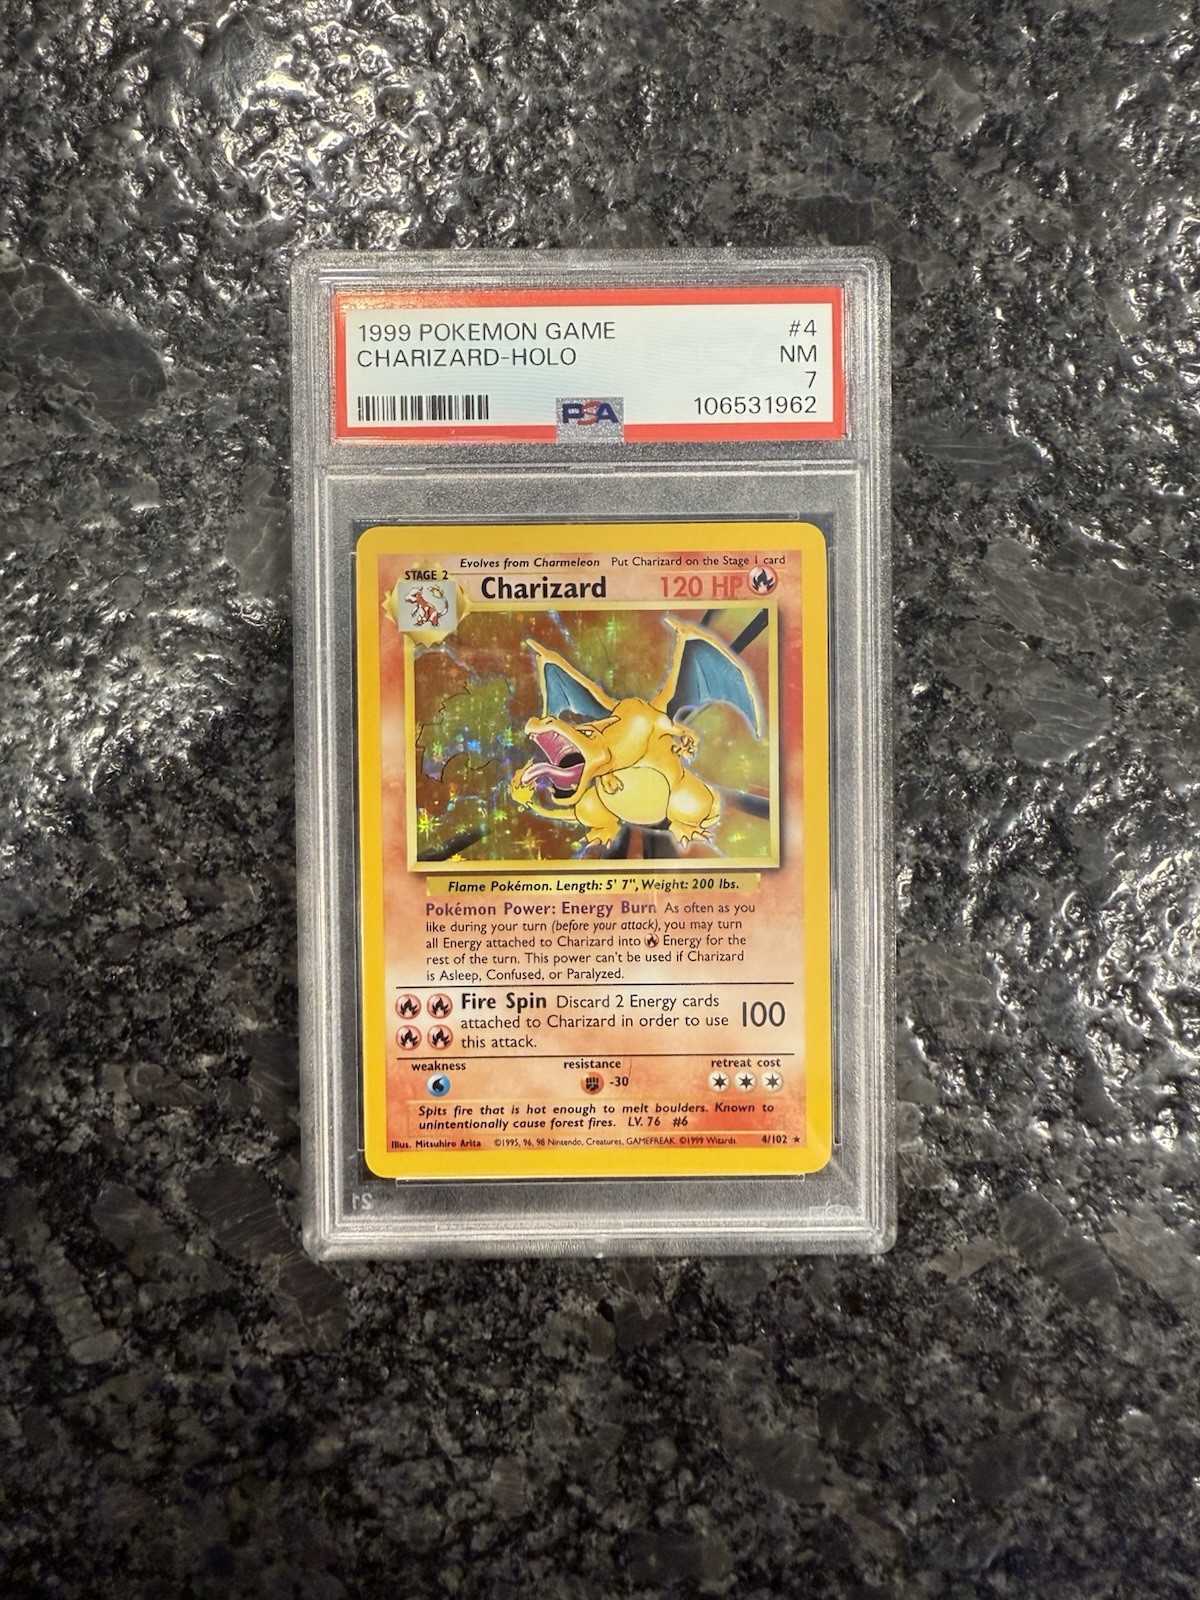 1999 POKEMON GAME #4
CHARIZARD-HOLO NM
7
PSA 106531962
Evolves from Charmeleon Put Charizard on the Stage 1 card
STAGE 2
Charizard 120 HP
Flame Pokémon. Length: 5' 7", Weight: 200 lbs.
Pokémon Power: Energy Burn As often as you
like during your turn (before your attack), you may turn
all Energy attached to Charizard into Energy for the
rest of the turn. This power can't be used if Charizard
is Asleep, Confused, or Paralyzed.
Fire Spin Discard 2 Energy cards
attached to Charizard in order to use 100
this attack.
weakness resistance retreat cost
-30
Spits fire that is hot enough to melt boulders. Known to
unintentionally cause forest fires. LV. 76 #6
Illus. Mitsuhiro Arita ©1995, 96, 98 Nintendo, Creatures, GAMEFREAK. ©1999 Wizards. 4/102 ★